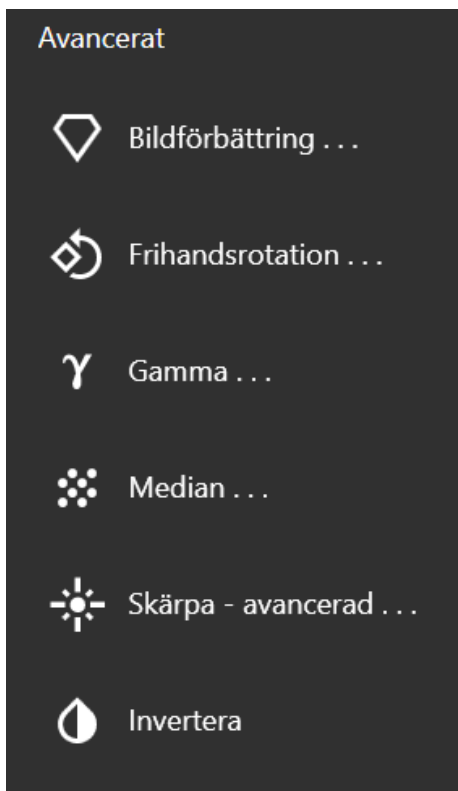 Avancerat
Bildförbättring . . .
Frihandsrotation . . .
γ Gamma . . .
Median . . .
Skärpa - avancerad . . .
Invertera